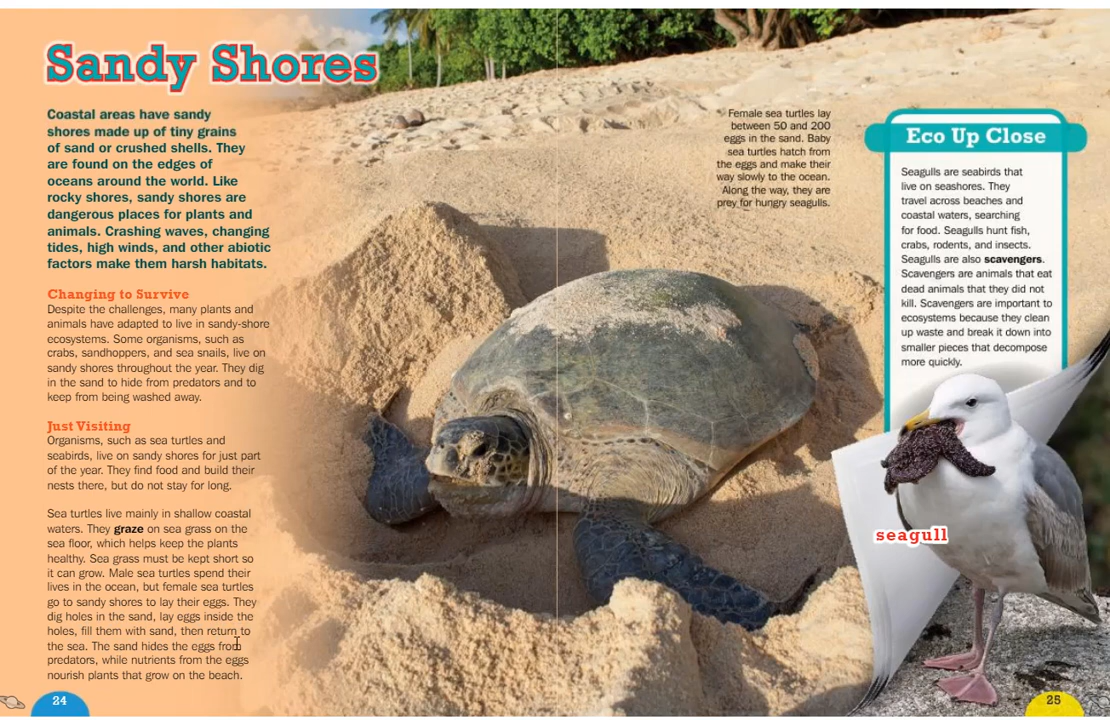 Sandy Shores
Coastal areas have sandy
shores made up of tiny grains
of sand or crushed shells. They
are found on the edges of
oceans around the world. Like
rocky shores, sandy shores are
dangerous places for plants and
animals. Crashing waves, changing
tides, high winds, and other abiotic
factors make them harsh habitats.
Changing to Survive
Despite the challenges, many plants and
animals have adapted to live in sandy-shore
ecosystems. Some organisms, such as
crabs, sandhoppers, and sea snails, live on
sandy shores throughout the year. They dig
in the sand to hide from predators and to
keep from being washed away.
Just Visiting
Organisms, such as sea turtles and
seabirds, live on sandy shores for just part
of the year. They find food and build their
nests there, but do not stay for long.
Sea turtles live mainly in shallow coastal
waters. They graze on sea grass on the
sea floor, which helps keep the plants
healthy. Sea grass must be kept short so
it can grow. Male sea turtles spend their
lives in the ocean, but female sea turtles
go to sandy shores to lay their eggs. They
dig holes in the sand, lay eggs inside the
holes, fill them with sand, then return to
the sea. The sand hides the eggs from
predators, while nutrients from the eggs
nourish plants that grow on the beach.
24
Female sea turtles lay
between 50 and 200
eggs in the sand. Baby
sea turtles hatch from
the eggs and make their
way slowly to the ocean.
Along the way, they are
prey for hungry seagulls.
Eco Up Close
Seagulls are seabirds that
live on seashores. They
travel across beaches and
coastal waters, searching
for food. Seagulls hunt fish,
crabs, rodents, and insects.
Seagulls are also scavengers.
Scavengers are animals that eat
dead animals that they did not
kill. Scavengers are important to
ecosystems because they clean
up waste and break it down into
smaller pieces that decompose
more quickly.
seagull
25